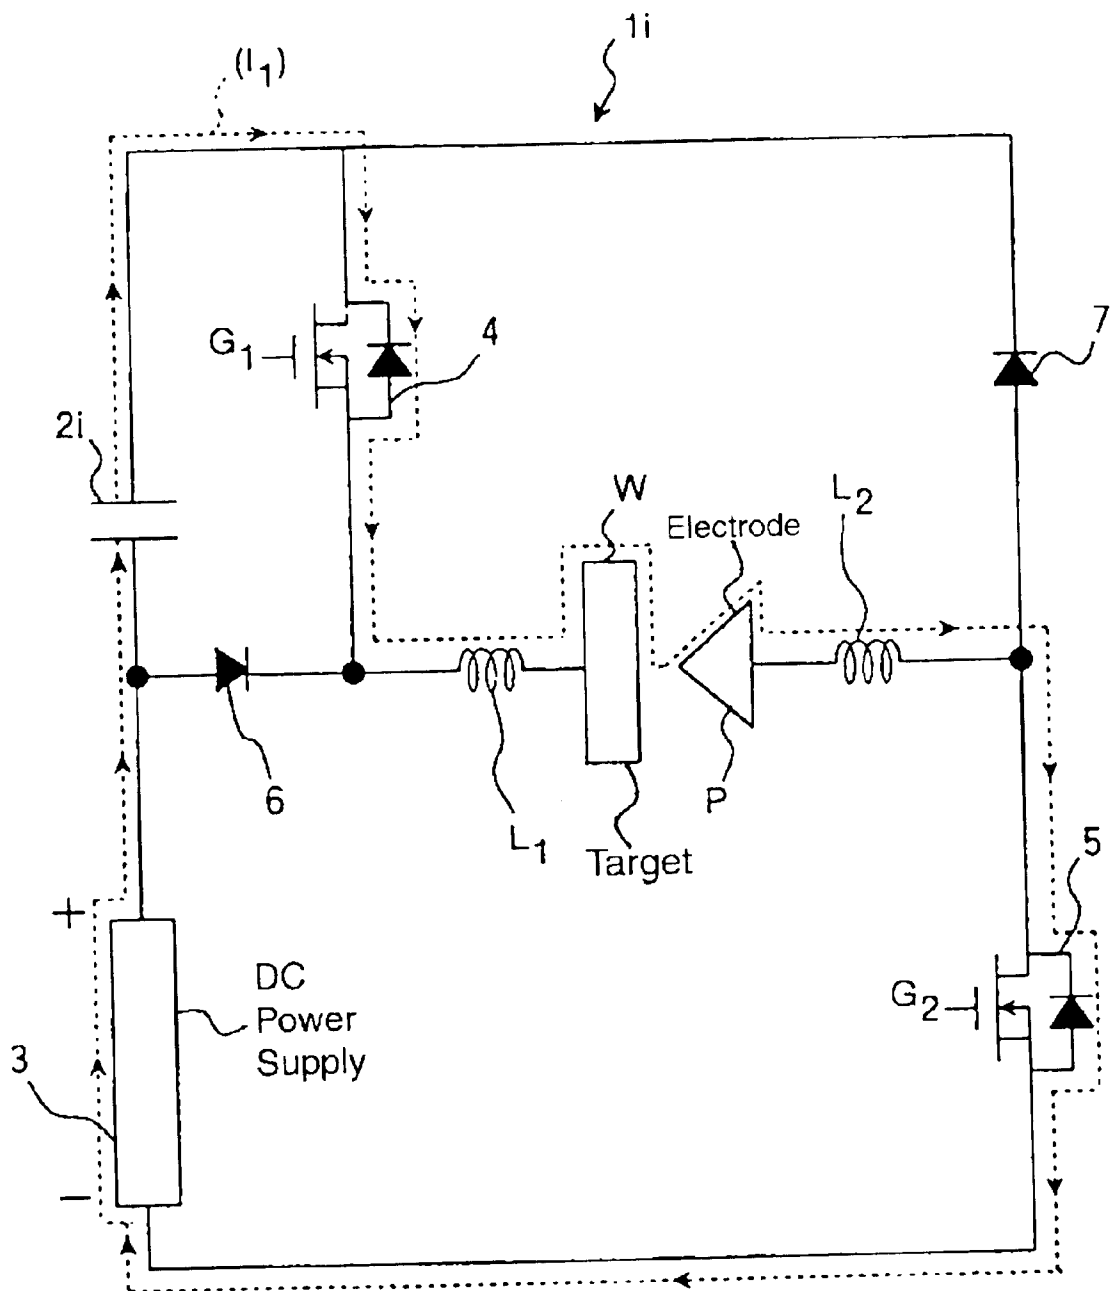 1i
(I1)
G1
4
7
2i
W
L2
Electrode
6
L1
P
Target
5
+
DC
Power
Supply
G2
3
−